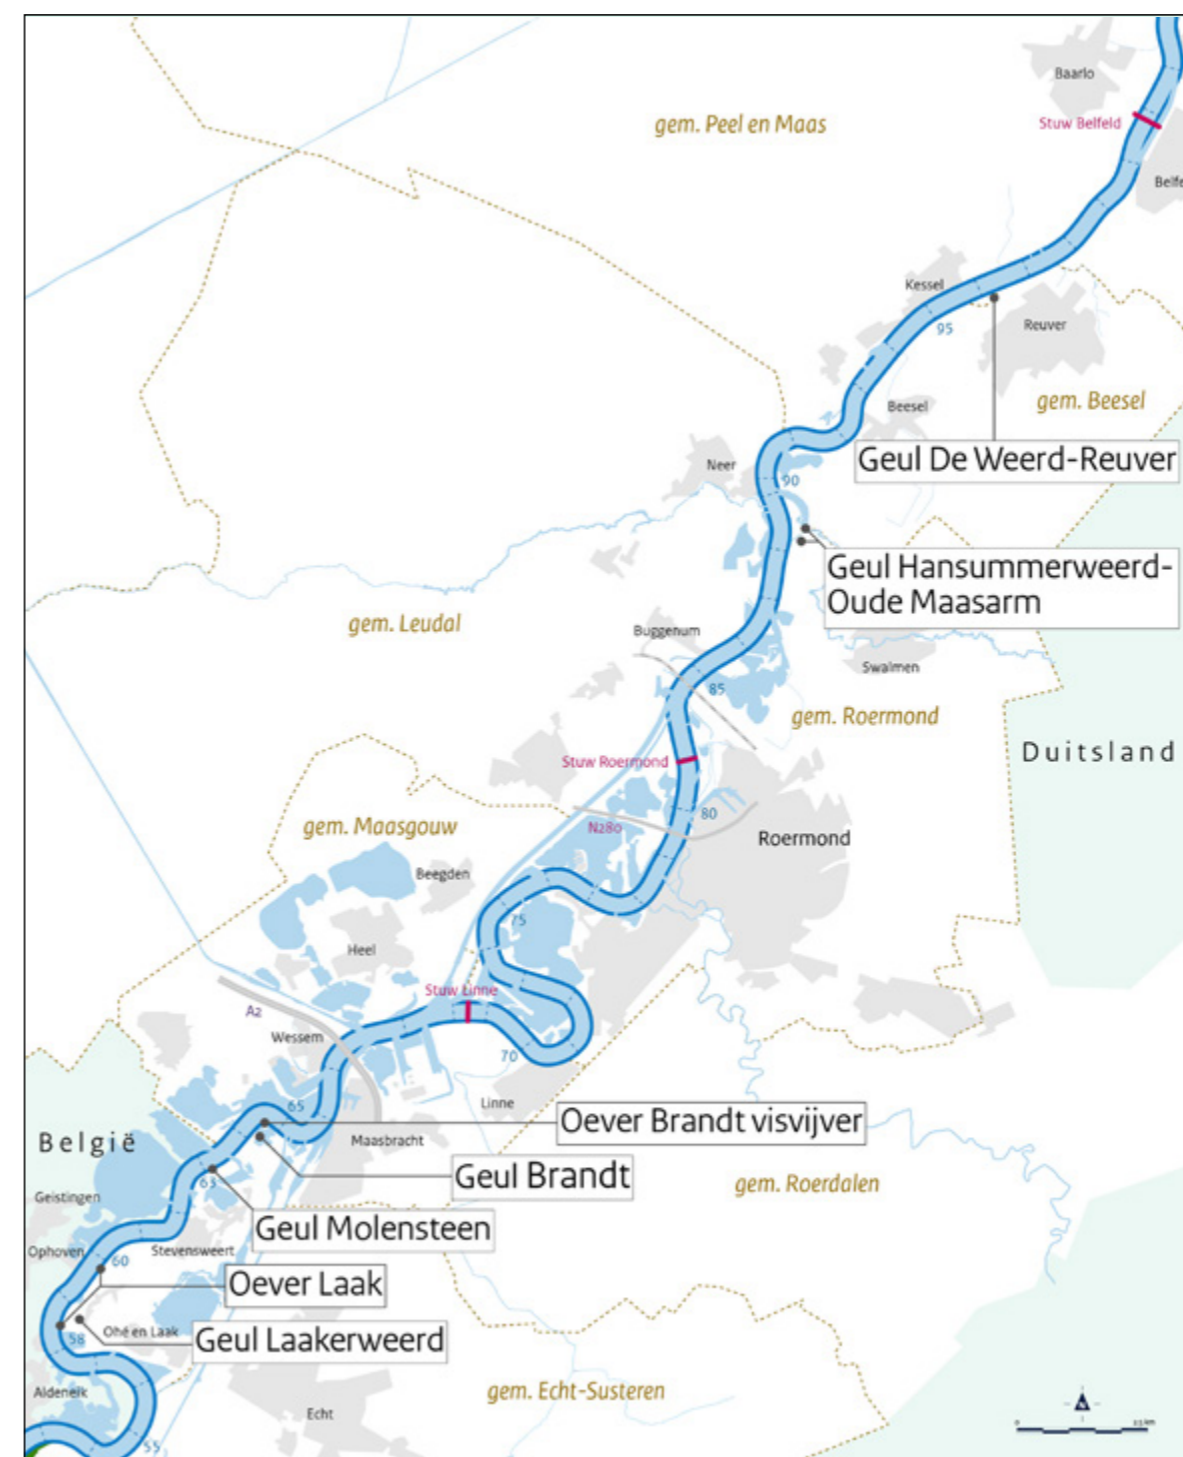 Baarlo
gem. Peel en Maas
Stuw Belfeld
Belfe
Kessel
95
Reuver
gem. Beesel
Beesel
Geul De Weerd-Reuver
Neer
90
Geul Hansummerweerd-
Oude Maasarm
gem. Leudal
Buggenum
Swalmen
85
gem. Roermond
Duitsland
Stuw Roermond
80
gem. Maasgouw
N280
Roermond
Beegden
75
Heel
Stuw Linne
A2
Wessem
70
Linne
65
Oever Brandt visvijver
België
Maasbracht
Geul Brandt
63
gem. Roerdalen
Geistingen
Geul Molensteen
Ophoven
Stevensweert
60
Oever Laak
Ohé en Laak
58
Geul Laakerweerd
Aldeneik
gem. Echt-Susteren
Echt
55
N
0